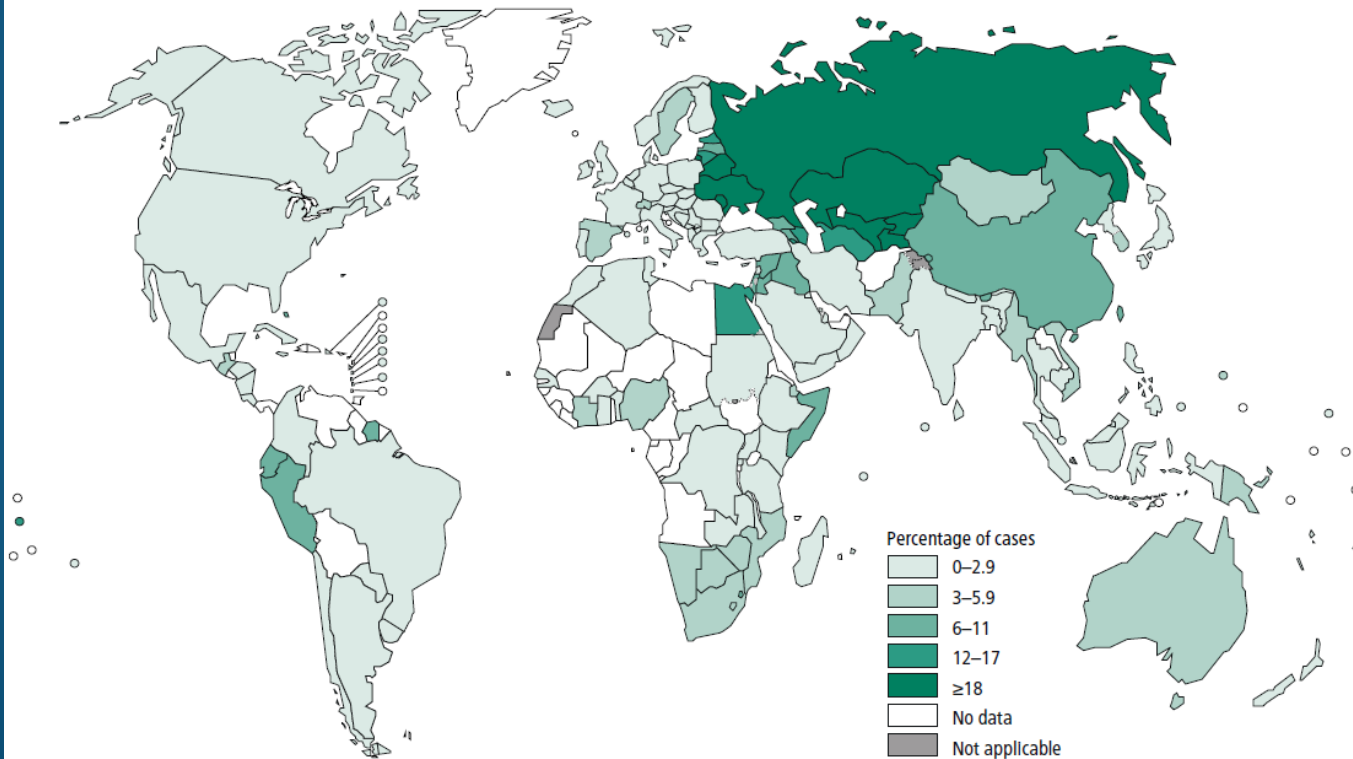 Percentage of cases
0–2.9
3–5.9
6–11
12–17
≥18
No data
Not applicable